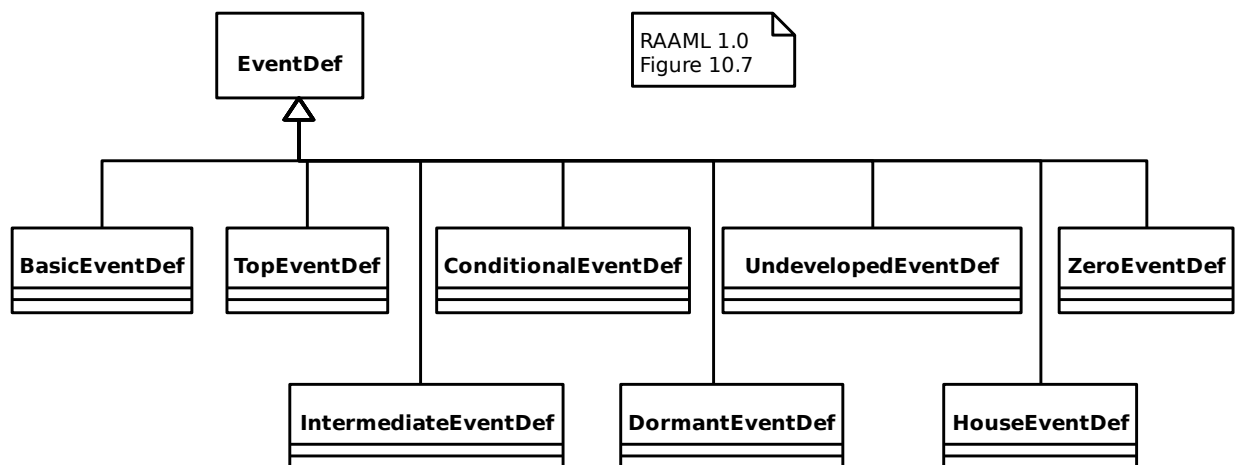 EventDef
RAAML 1.0
Figure 10.7
BasicEventDef
TopEventDef
ConditionalEventDef
UndevelopedEventDef
ZeroEventDef
IntermediateEventDef
DormantEventDef
HouseEventDef